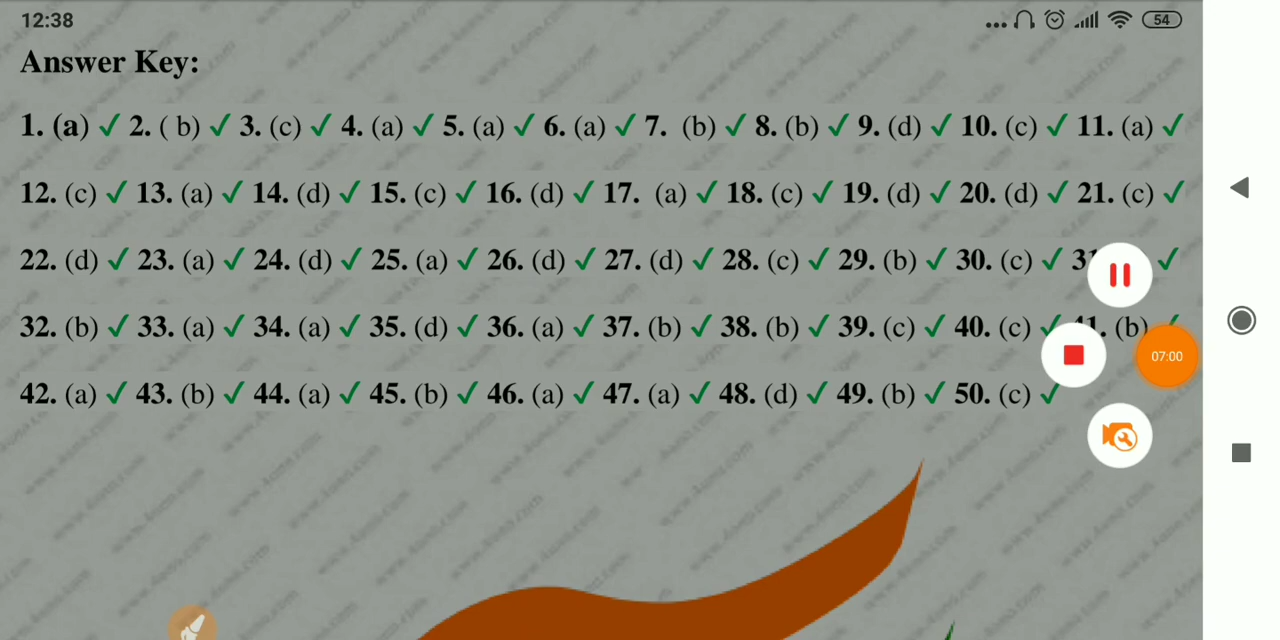 12:38
54
Answer Key:
1. (a) ✓ 2. ( b) ✓ 3. (c) ✓ 4. (a) ✓ 5. (a) ✓ 6. (a) ✓ 7. (b) ✓ 8. (b) ✓ 9. (d) ✓ 10. (c) ✓ 11. (a) ✓
12. (c) ✓ 13. (a) ✓ 14. (d) ✓ 15. (c) ✓ 16. (d) ✓ 17. (a) ✓ 18. (c) ✓ 19. (d) ✓ 20. (d) ✓ 21. (c) ✓
22. (d) ✓ 23. (a) ✓ 24. (d) ✓ 25. (a) ✓ 26. (d) ✓ 27. (d) ✓ 28. (c) ✓ 29. (b) ✓ 30. (c) ✓ ✓
32. (b) ✓ 33. (a) ✓ 34. (a) ✓ 35. (d) ✓ 36. (a) ✓ 37. (b) ✓ 38. (b) ✓ 39. (c) ✓ 40. (c) ✓ 41. (b) ✓
07:00
42. (a) ✓ 43. (b) ✓ 44. (a) ✓ 45. (b) ✓ 46. (a) ✓ 47. (a) ✓ 48. (d) ✓ 49. (b) ✓ 50. (c) ✓